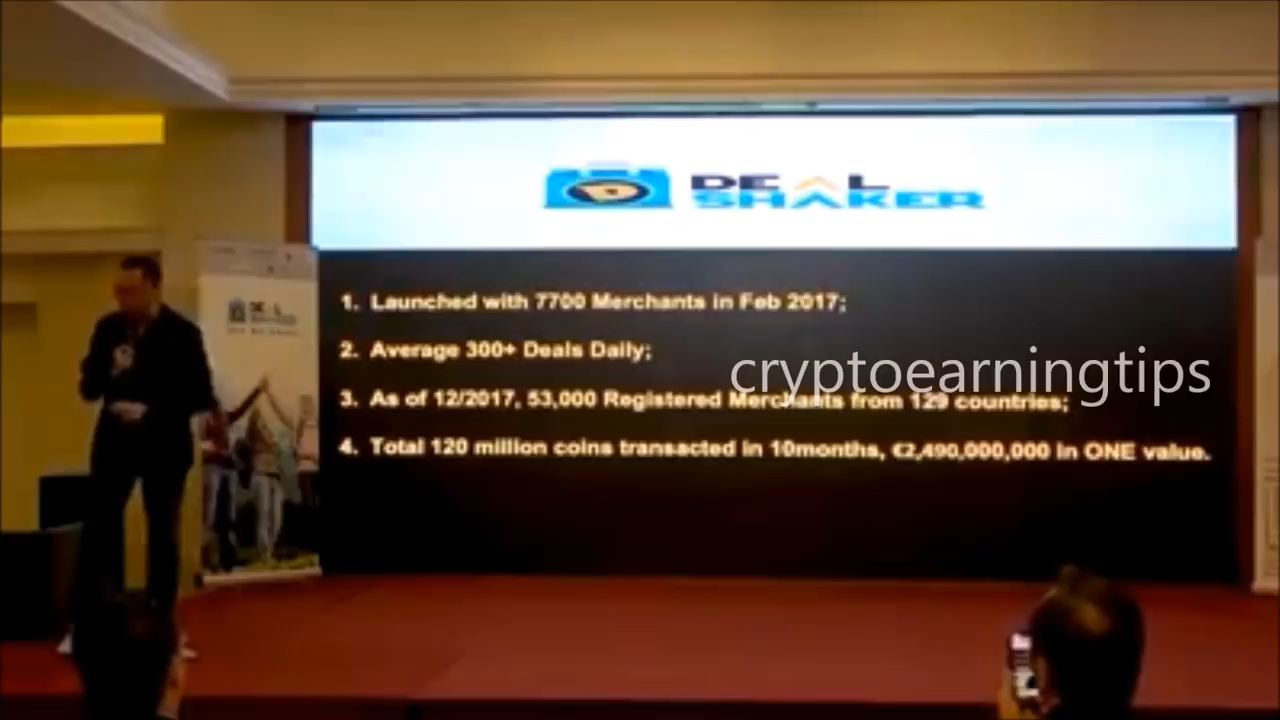 DEAL
SHAKER
DEAL
1. Launched with 7700 Merchants in Feb 2017;
2. Average 300+ Deals Daily;
cryptoearningtips
3. As of 12/2017, 53,000 Registered Merchants from 129 countries;
4. Total 120 million coins transacted in 10months, €2,490,000,000 in ONE value.